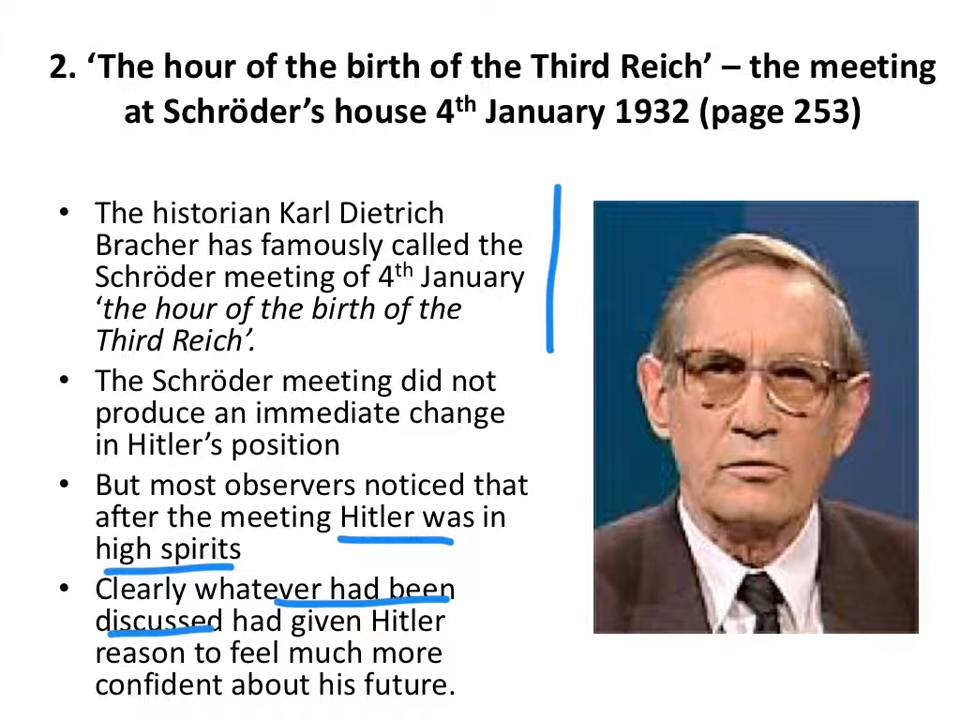 2. ‘The hour of the birth of the Third Reich’ – the meeting
at Schröder’s house 4th January 1932 (page 253)
• The historian Karl Dietrich
Bracher has famously called the
Schröder meeting of 4th January
‘the hour of the birth of the
Third Reich’.
• The Schröder meeting did not
produce an immediate change
in Hitler’s position
• But most observers noticed that
after the meeting Hitler was in
high spirits
• Clearly whatever had been
discussed had given Hitler
reason to feel much more
confident about his future.